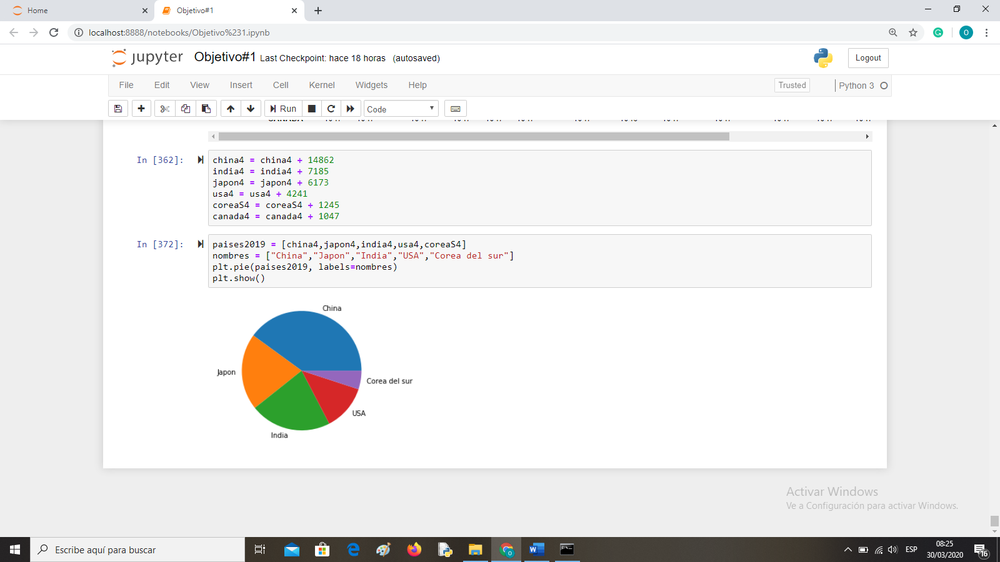 Home
Objetivo#1
localhost:8888/notebooks/Objetivo%231.ipynb
O
jupyter Objetivo#1 Last Checkpoint: hace 18 horas (autosaved)
Logout
File Edit View Insert Cell Kernel Widgets Help
Trusted
Python 3
Run
Code
In [362]:
china4 = china4 + 14862
india4 = india4 + 7185
japon4 = japon4 + 6173
usa4 = usa4 + 4241
coreaS4 = coreaS4 + 1245
canada4 = canada4 + 1047
In [372]:
paises2019 = [china4,japon4,india4,usa4,coreaS4]
nombres = ["China","Japon","India","USA","Corea del sur"]
plt.pie(paises2019, labels=nombres)
plt.show()
China
Japon
Corea del sur
USA
India
Activar Windows
Ve a Configuración para activar Windows.
Escribe aquí para buscar
ESP
08:25
30/03/2020
16